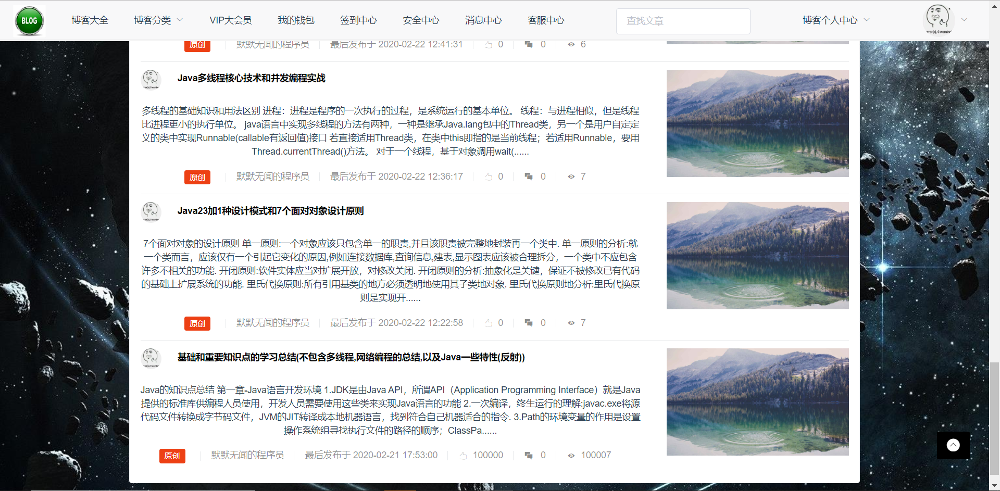 BLOG 博客大全 博客分类 VIP大会员 我的钱包 签到中心 安全中心 消息中心 客服中心 查找文章 博客个人中心
原创 默默无闻的程序员 最后发布于 2020-02-22 12:41:31 0 0 6
Java多线程核心技术和并发编程实战
多线程的基础知识和用法区别 进程：进程是程序的一次执行的过程，是系统运行的基本单位。 线程：与进程相似，但是线程
比进程更小的执行单位。 java语言中实现多线程的方法有两种，一种是继承Java.lang包中的Thread类，另一个是用户自定定
义的类中实现Runnable(callable有返回值)接口 若直接适用Thread类，在类中this即指的是当前线程；若适用Runnable，要用
Thread.currentThread()方法。 对于一个线程，基于对象调用wait(......
原创 默默无闻的程序员 最后发布于 2020-02-22 12:36:17 0 0 7
Java23加1种设计模式和7个面对对象设计原则
7个面对对象的设计原则 单一原则:一个对象应该只包含单一的职责,并且该职责被完整地封装再一个类中. 单一原则的分析:就
一个类而言，应该仅有一个引起它变化的原因,例如连接数据库,查询信息,建表,显示图表应该被合理拆分，一个类中不应包含
许多不相关的功能. 开闭原则:软件实体应当对扩展开放，对修改关闭. 开闭原则的分析:抽象化是关键，保证不被修改已有代码
的基础上扩展系统的功能. 里氏代换原则:所有引用基类的地方必须透明地使用其子类地对象. 里氏代换原则地分析:里氏代换原
则是实现开......
原创 默默无闻的程序员 最后发布于 2020-02-22 12:22:58 0 0 7
基础和重要知识点的学习总结(不包含多线程,网络编程的总结,以及Java一些特性(反射))
Java的知识点总结 第一章-Java语言开发环境 1.JDK是由Java API，所谓API（Application Programming Interface）就是Java
提供的标准库供编程人员使用，开发人员需要使用这些类来实现Java语言的功能 2.一次编译，终生运行的理解:javac.exe将源
代码文件转换成字节码文件，JVM的JIT转译成本地机器语言，找到符合自己机器适合的指令. 3.Path的环境变量的作用是设置
操作系统组寻找执行文件的路径的顺序；ClassPa......
原创 默默无闻的程序员 最后发布于 2020-02-21 17:53:00 100000 0 100007